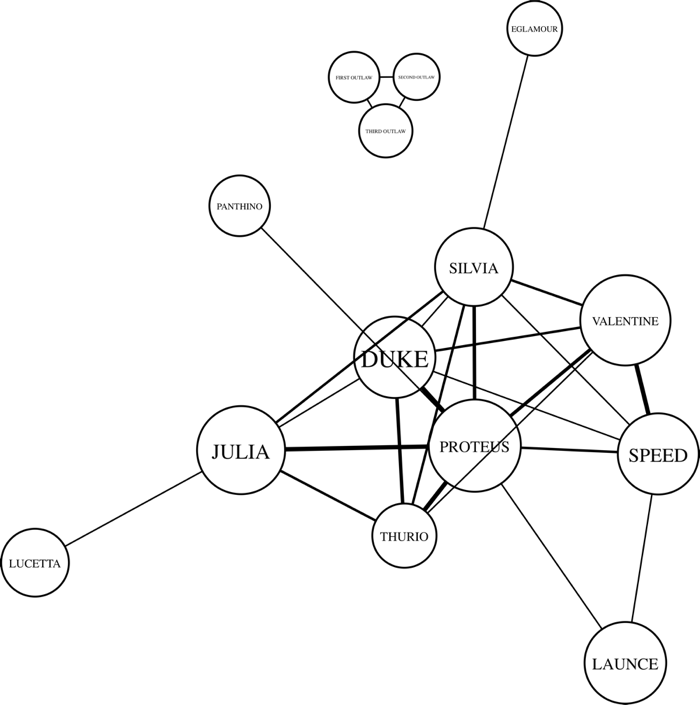 EGLAMOUR
FIRST OUTLAW
SECOND OUTLAW
THIRD OUTLAW
PANTHINO
SILVIA
VALENTINE
DUKE
JULIA
PROTEUS
SPEED
THURIO
LUCETTA
LAUNCE